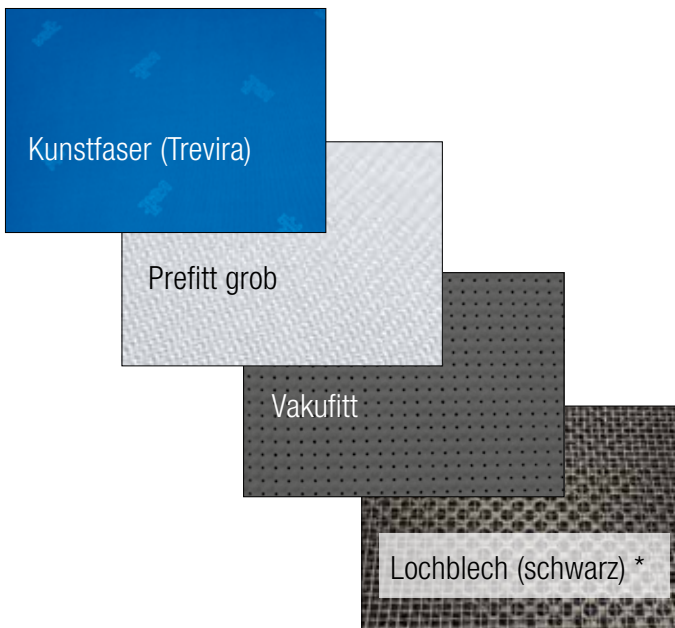 Kunstfaser (Trevira)
Prefitt grob
Vakufitt
Lochblech (schwarz) *